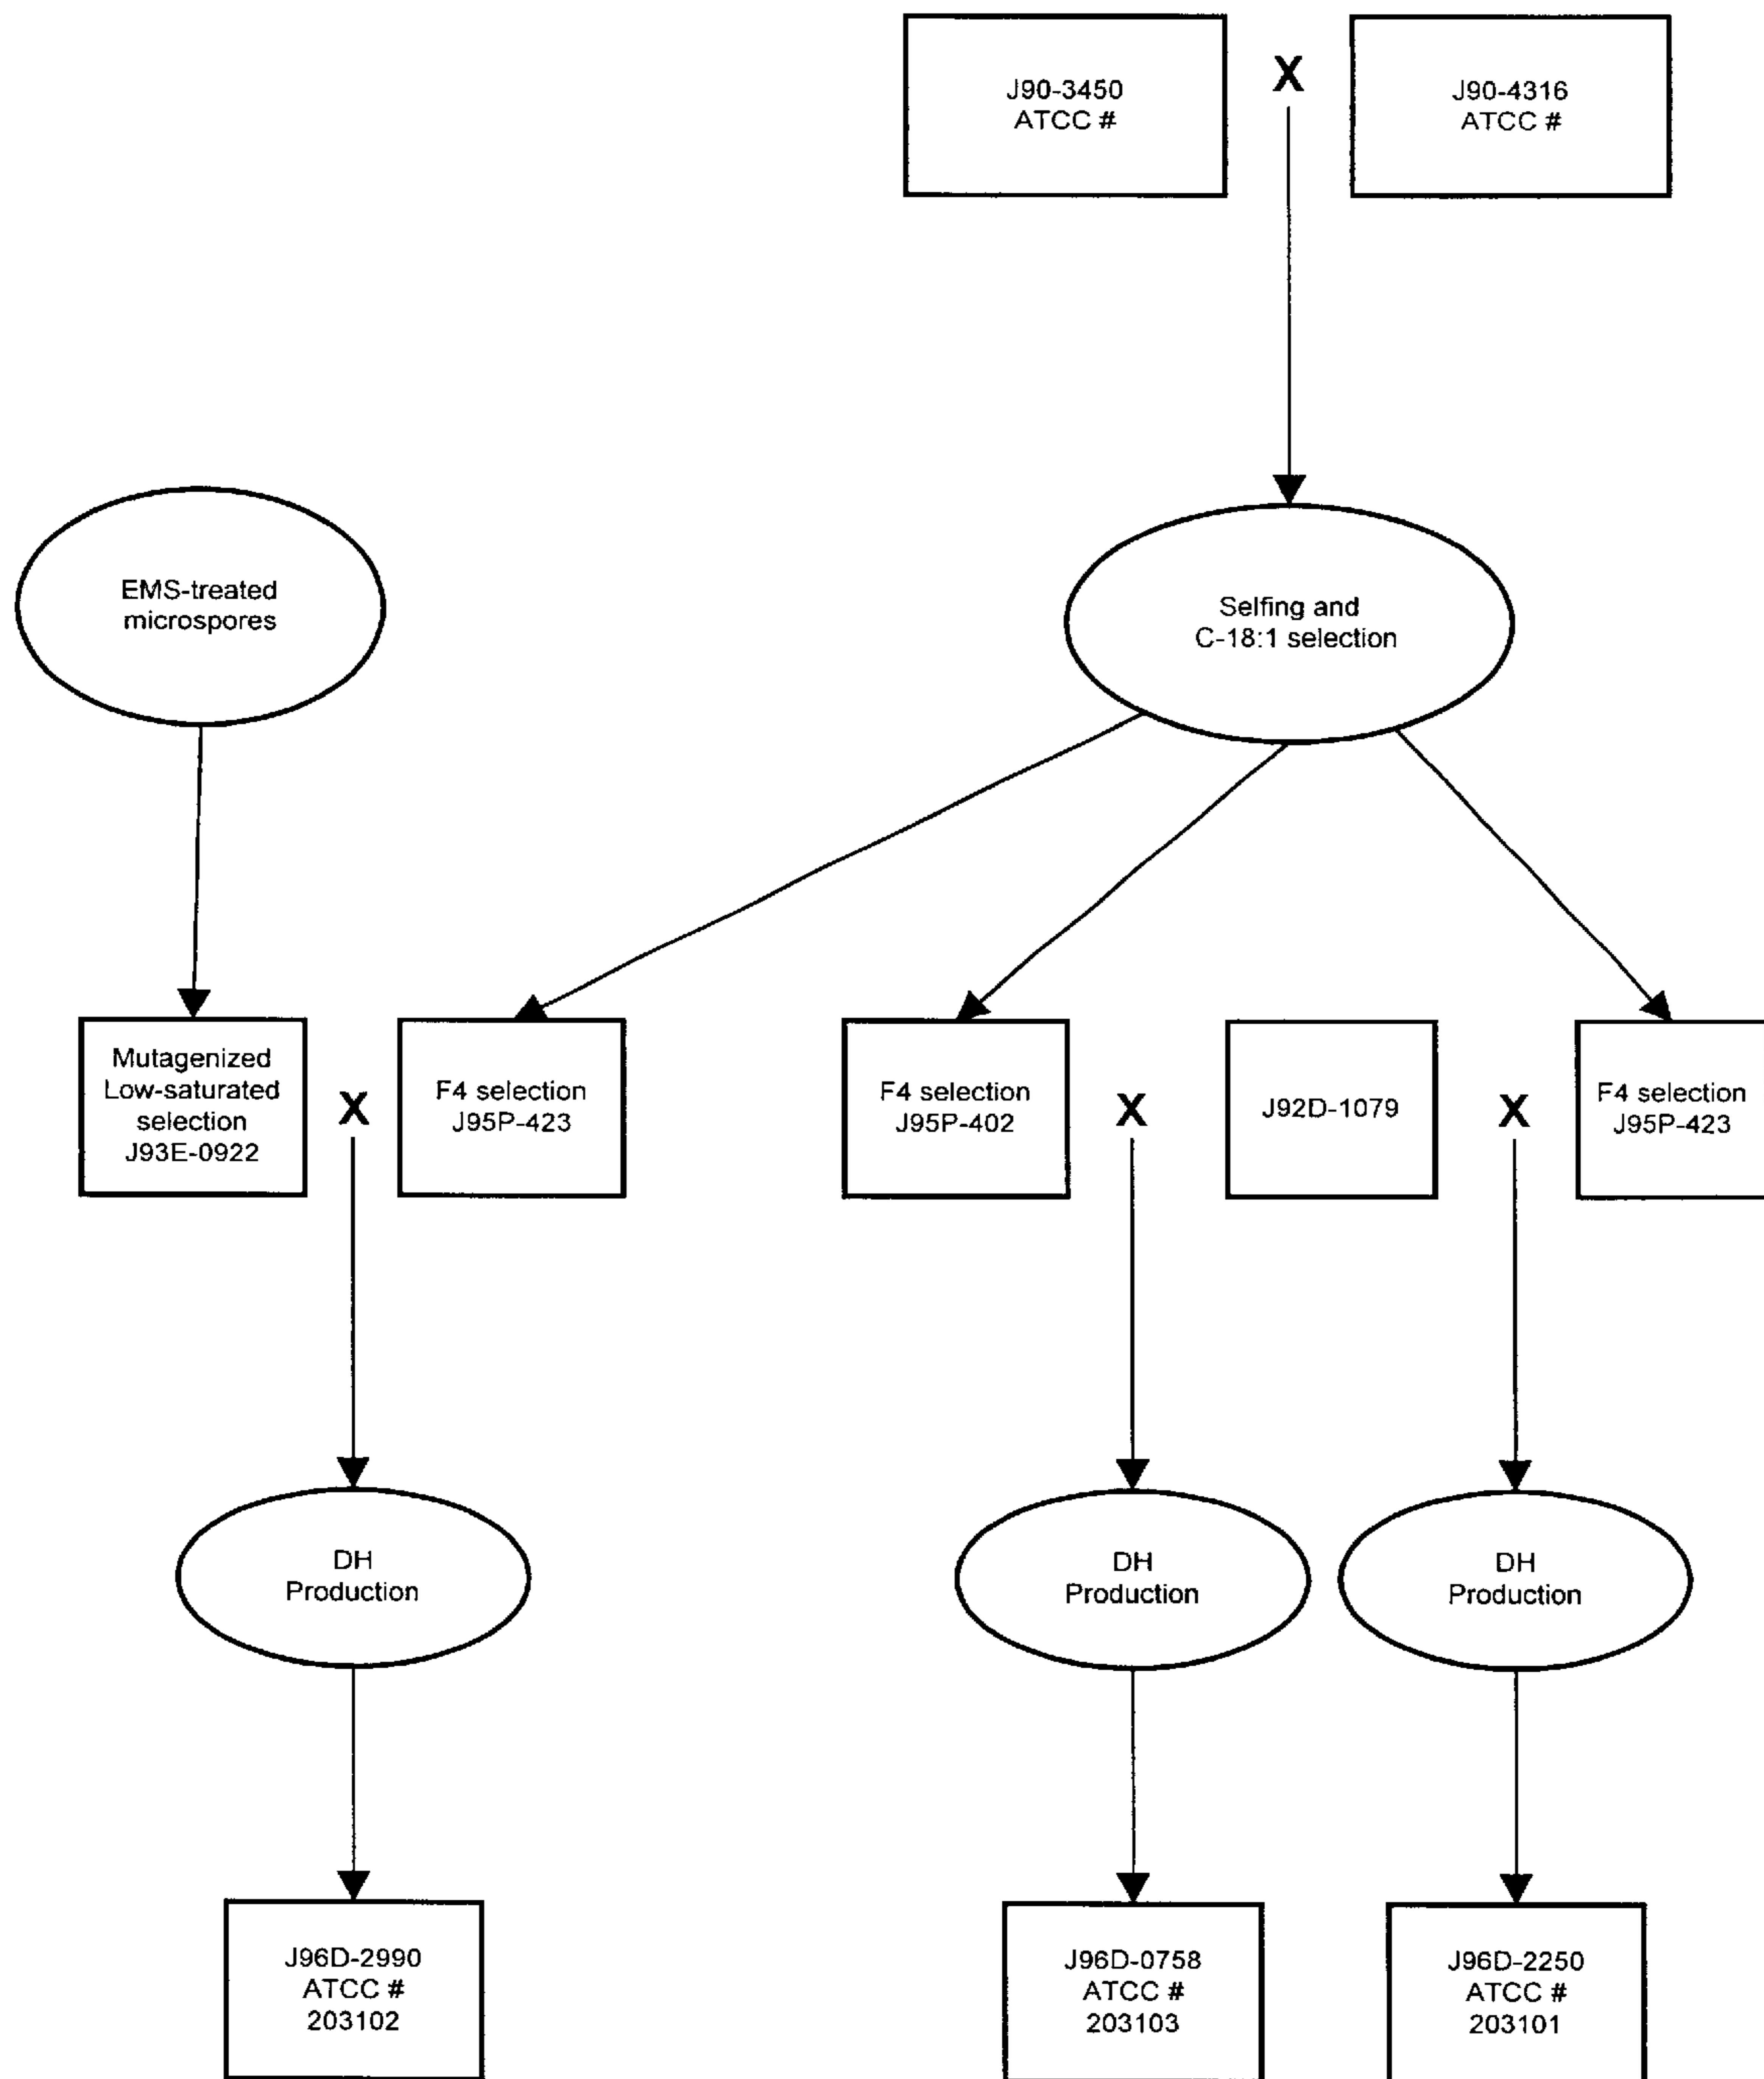 J90-3450
ATCC #
X
J90-4316
ATCC #
EMS-treated
microspores
Selfing and
C-18:1 selection
Mutagenized
Low-saturated
selection
J93E-0922
X
F4 selection
J95P-423
F4 selection
J95P-402
X
J92D-1079
X
F4 selection
J95P-423
DH
Production
DH
Production
DH
Production
J96D-2990
ATCC #
203102
J96D-0758
ATCC #
203103
J96D-2250
ATCC #
203101